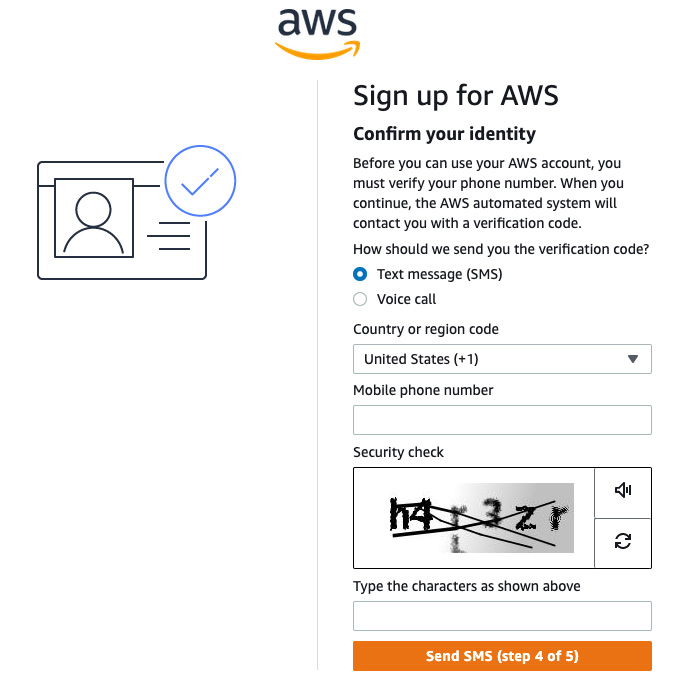 aws
Sign up for AWS
Confirm your identity
Before you can use your AWS account, you
must verify your phone number. When you
continue, the AWS automated system will
contact you with a verification code.
How should we send you the verification code?
Text message (SMS)
Voice call
Country or region code
United States (+1)
Mobile phone number
Security check
Type the characters as shown above
Send SMS (step 4 of 5)